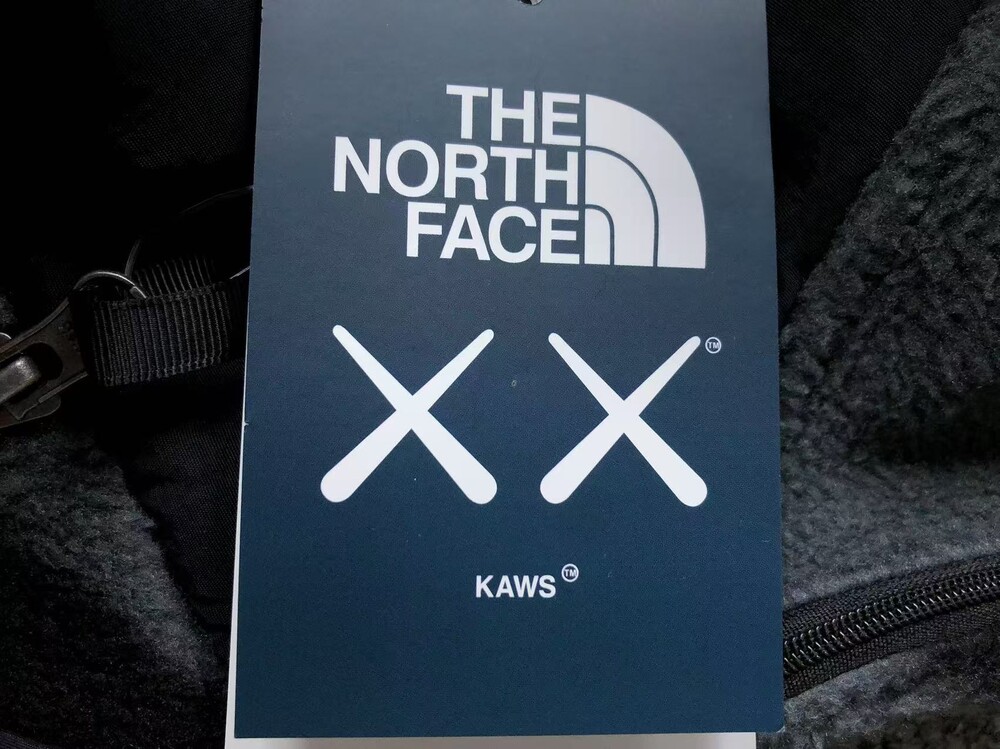 THE
NORTH
FACE
XX™
KAWS™